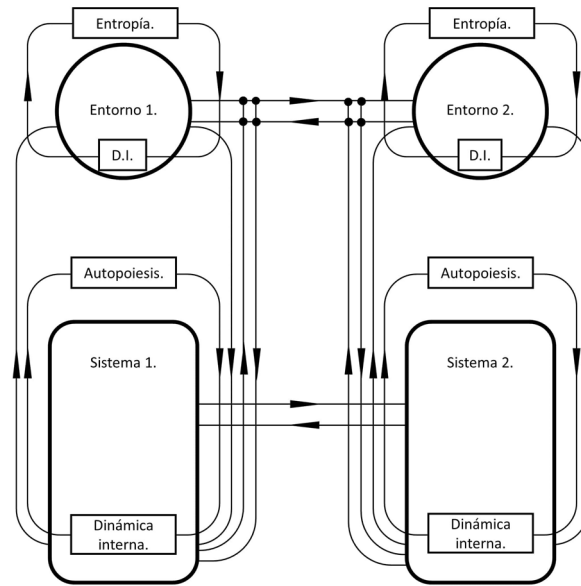 Entropía.
Entropía.
Entorno 1.
Entorno 2.
D.I.
D.I.
Autopoiesis.
Autopoiesis.
Sistema 1.
Sistema 2.
Dinámica
interna.
Dinámica
interna.